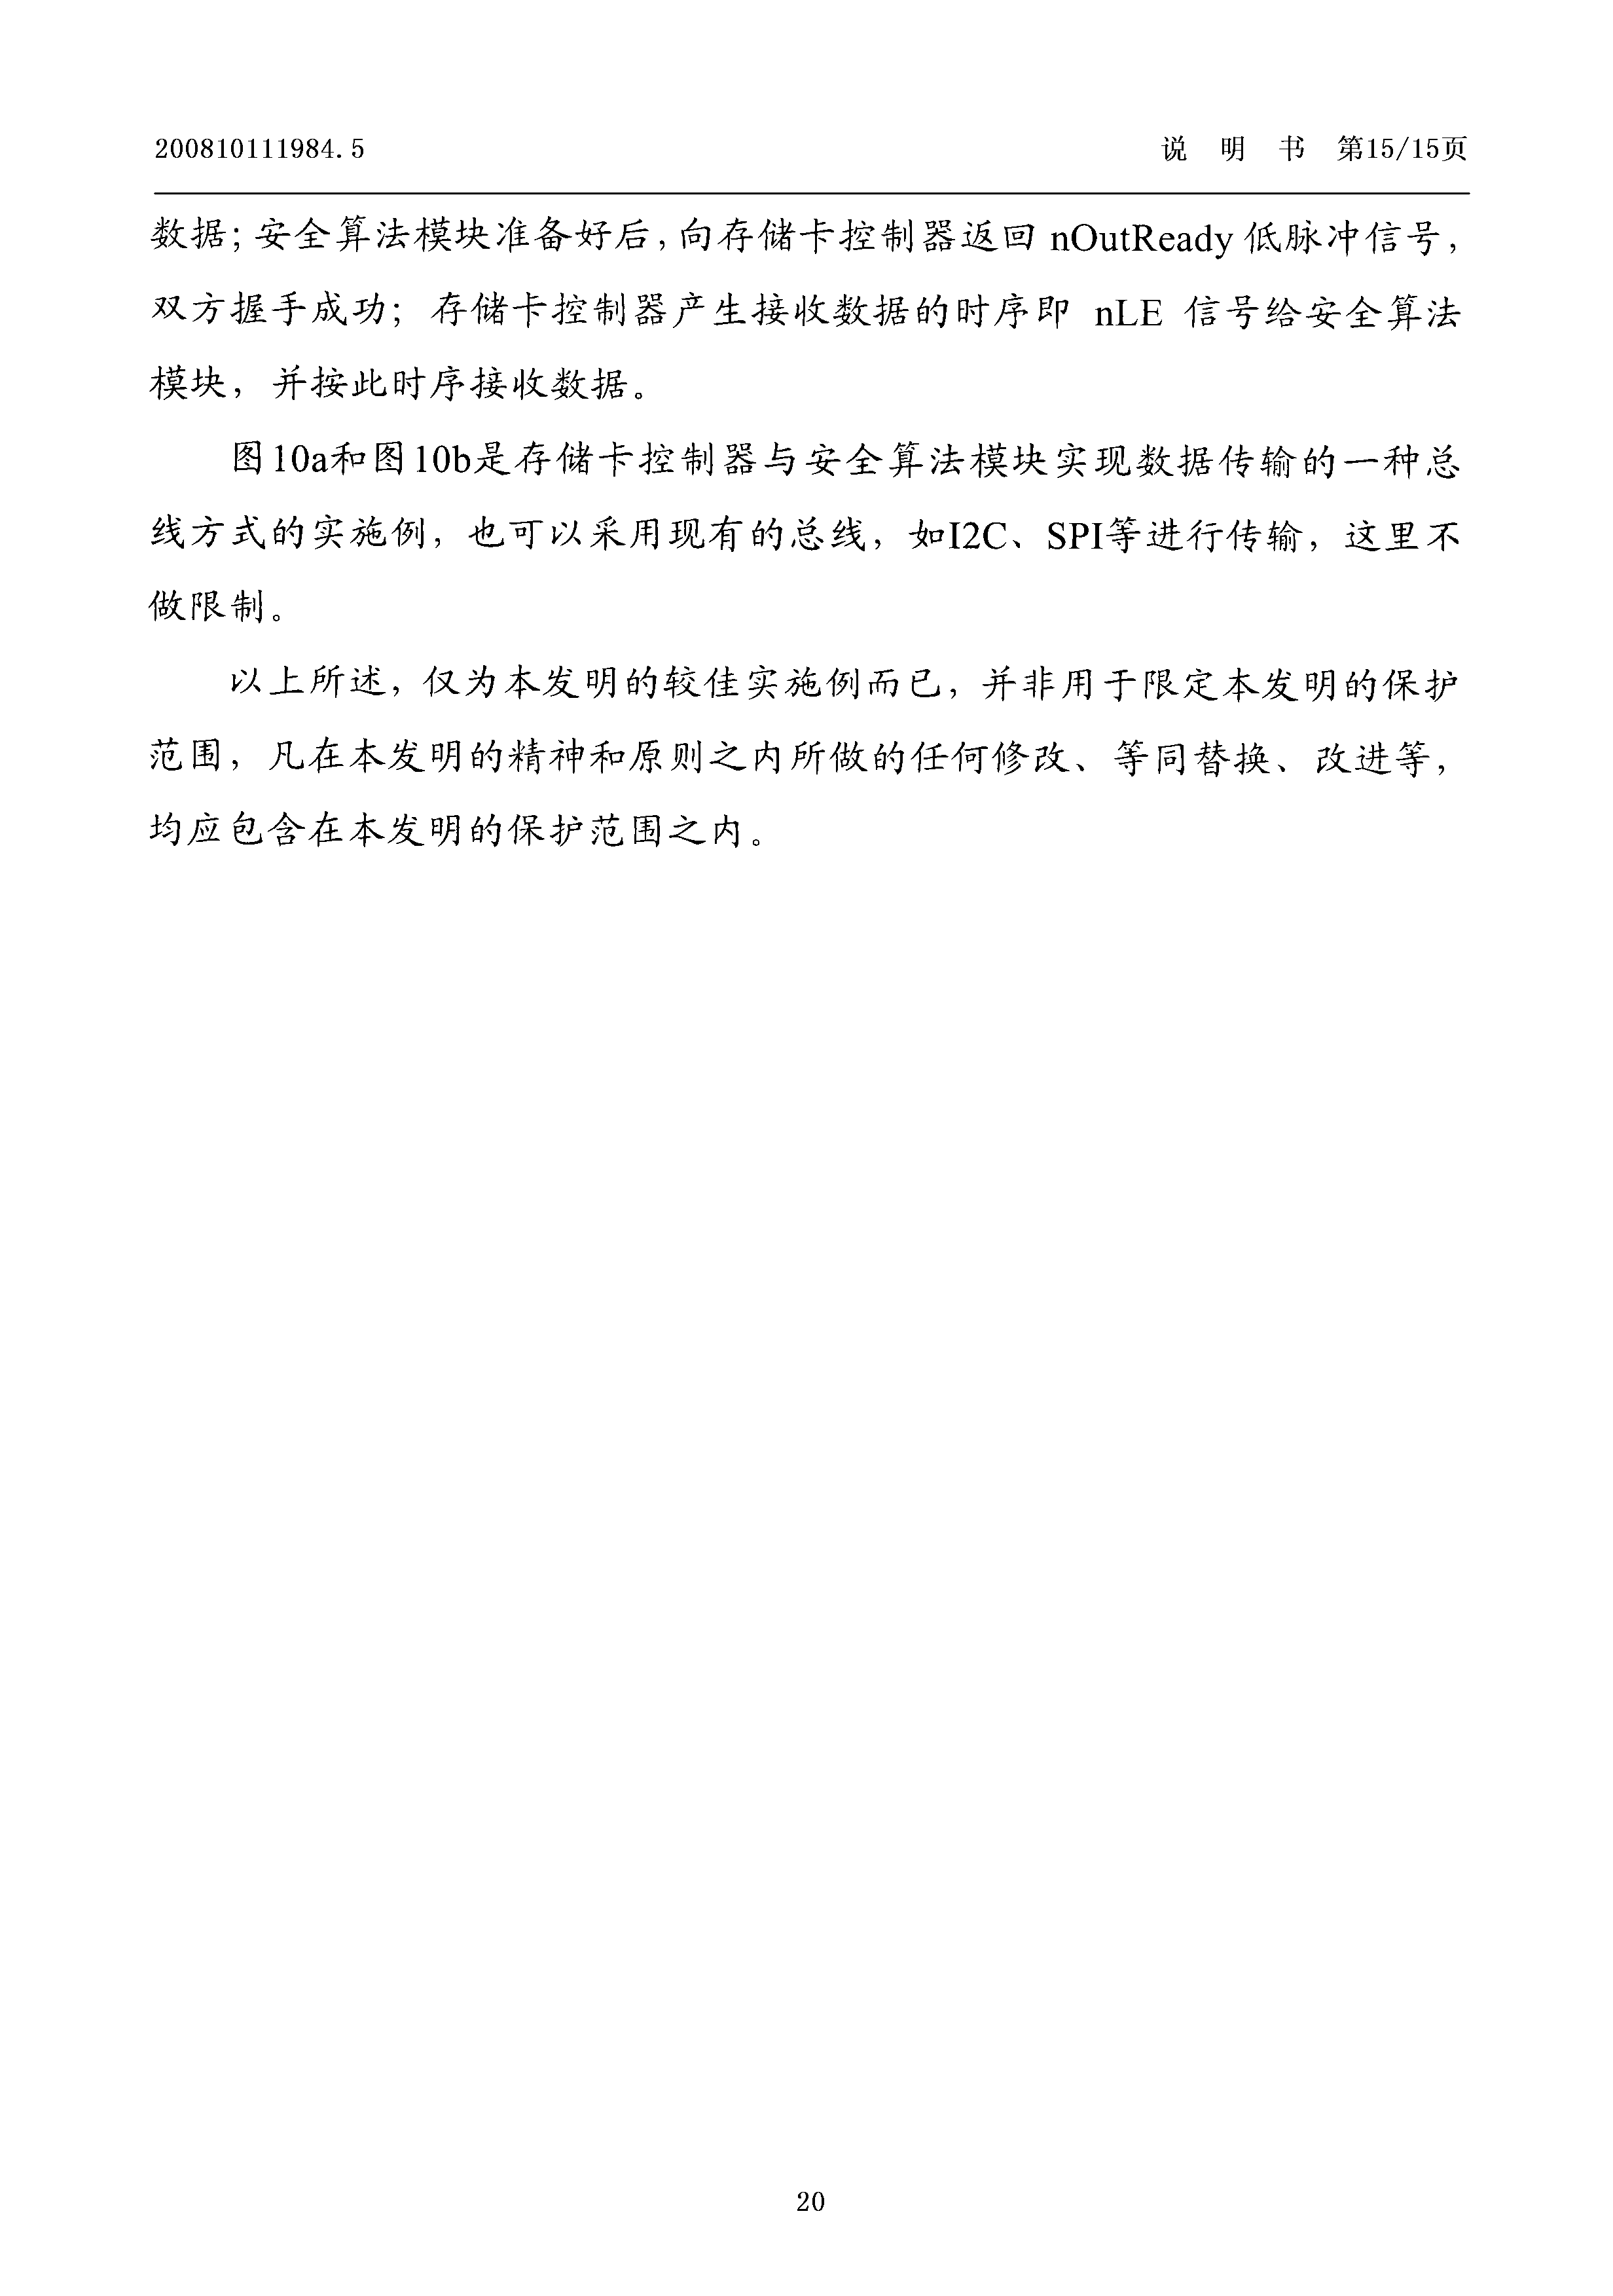 200810111984.5 说 明 书 第15/15页
数据；安全算法模块准备好后，向存储卡控制器返回 nOutReady 低脉冲信号，
双方握手成功；存储卡控制器产生接收数据的时序即 nLE 信号给安全算法
模块，并按此时序接收数据。
图10a和图10b是存储卡控制器与安全算法模块实现数据传输的一种总
线方式的实施例，也可以采用现有的总线，如I2C、SPI等进行传输，这里不
做限制。
以上所述，仅为本发明的较佳实施例而已，并非用于限定本发明的保护
范围，凡在本发明的精神和原则之内所做的任何修改、等同替换、改进等，
均应包含在本发明的保护范围之内。
20